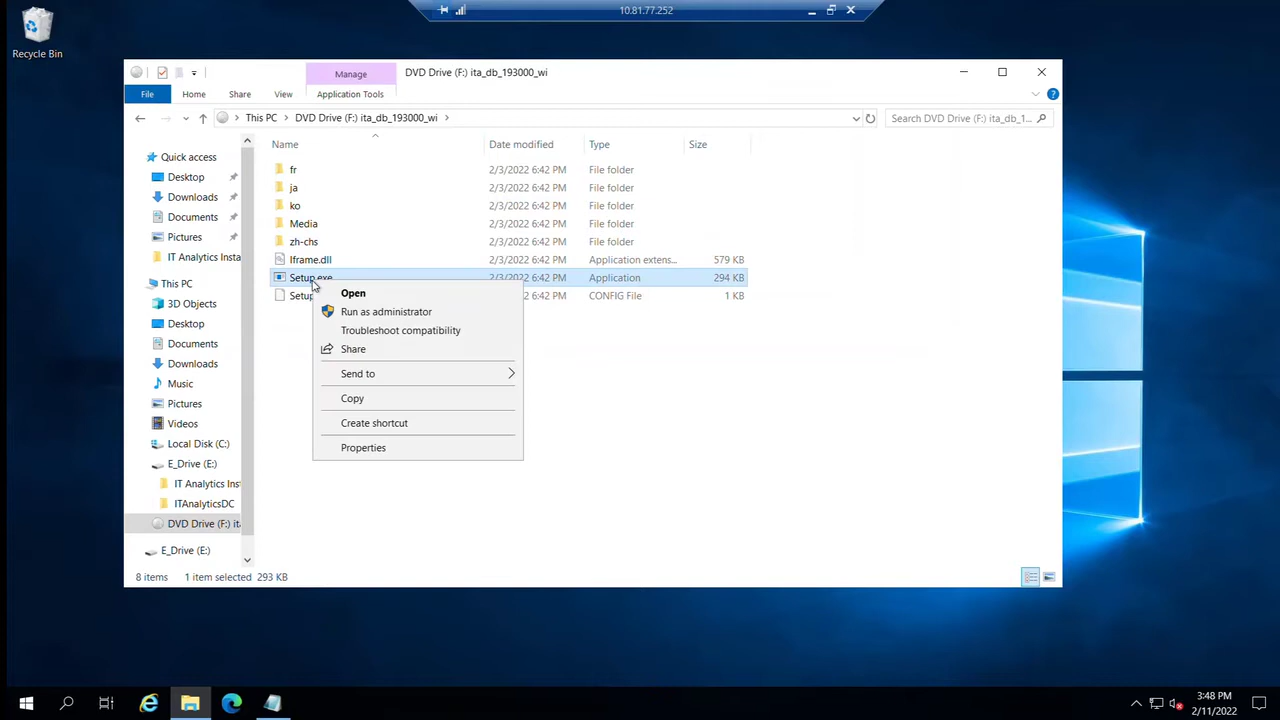 10.81.77.252
Recycle Bin
Manage
DVD Drive (F:) ita_db_193000_wi
File
Home
Share
View
Application Tools
This PC
DVD Drive (F:) ita_db_193000_wi
Search DVD Drive (F:) ita_db_1...
Name
Date modified
Type
Size
Quick access
Desktop
Downloads
Documents
Pictures
IT Analytics Insta
This PC
3D Objects
Desktop
Documents
Downloads
Music
Pictures
Videos
Local Disk (C:)
E_Drive (E:)
IT Analytics Inst
ITAnalyticsDC
DVD Drive (F:) it
E_Drive (E:)
fr 2/3/2022 6:42 PM File folder
ja 2/3/2022 6:42 PM File folder
ko 2/3/2022 6:42 PM File folder
Media 2/3/2022 6:42 PM File folder
zh-chs 2/3/2022 6:42 PM File folder
Iframe.dll 2/3/2022 6:42 PM Application extens... 579 KB
Setup.exe 2/3/2022 6:42 PM Application 294 KB
Setup 6:42 PM CONFIG File 1 KB
Open
Run as administrator
Troubleshoot compatibility
Share
Send to
Copy
Create shortcut
Properties
8 items 1 item selected 293 KB
3:48 PM
2/11/2022